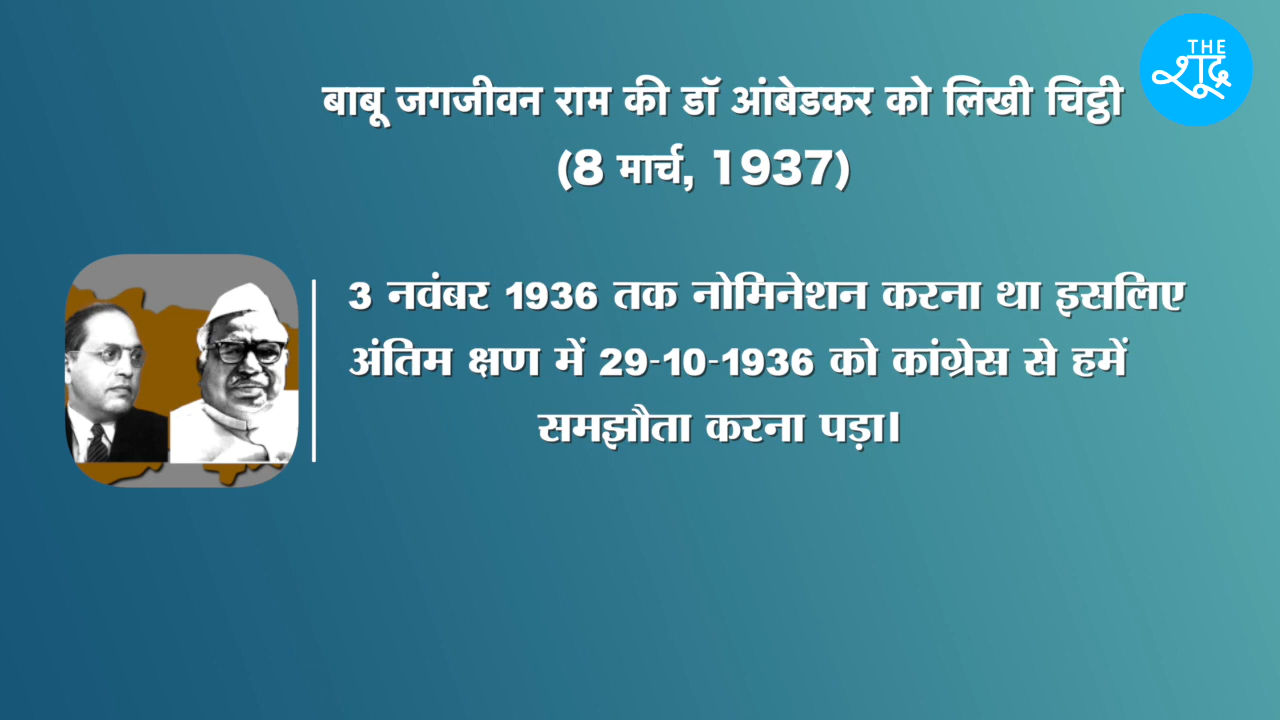 THE
शूद्र
बाबू जगजीवन राम की डॉ आंबेडकर को लिखी चिट्ठी
(8 मार्च, 1937)
3 नवंबर 1936 तक नोमिनेशन करना था इसलिए
अंतिम क्षण में 29-10-1936 को कांग्रेस से हमें
समझौता करना पड़ा।